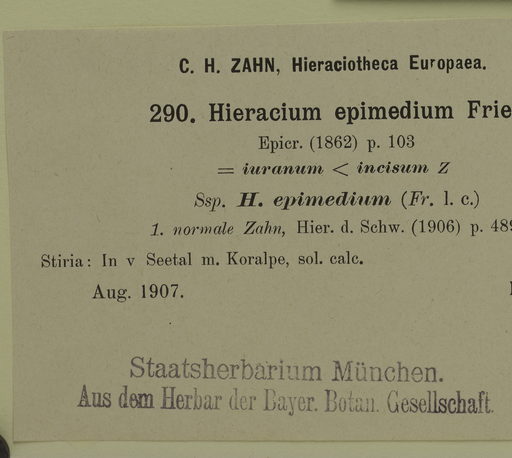 C. H. ZAHN, Hieraciotheca Europaea.
290. Hieracium epimedium Frie
Epicr. (1862) p. 103
= iuranum < incisum Z
Ssp. H. epimedium (Fr. l. c.)
1. normale Zahn, Hier. d. Schw. (1906) p. 489
Stiria: In v Seetal m. Koralpe, sol. calc.
Aug. 1907.
Staatsherbarium München.
Aus dem Herbar der Bayer. Botan. Gesellschaft.